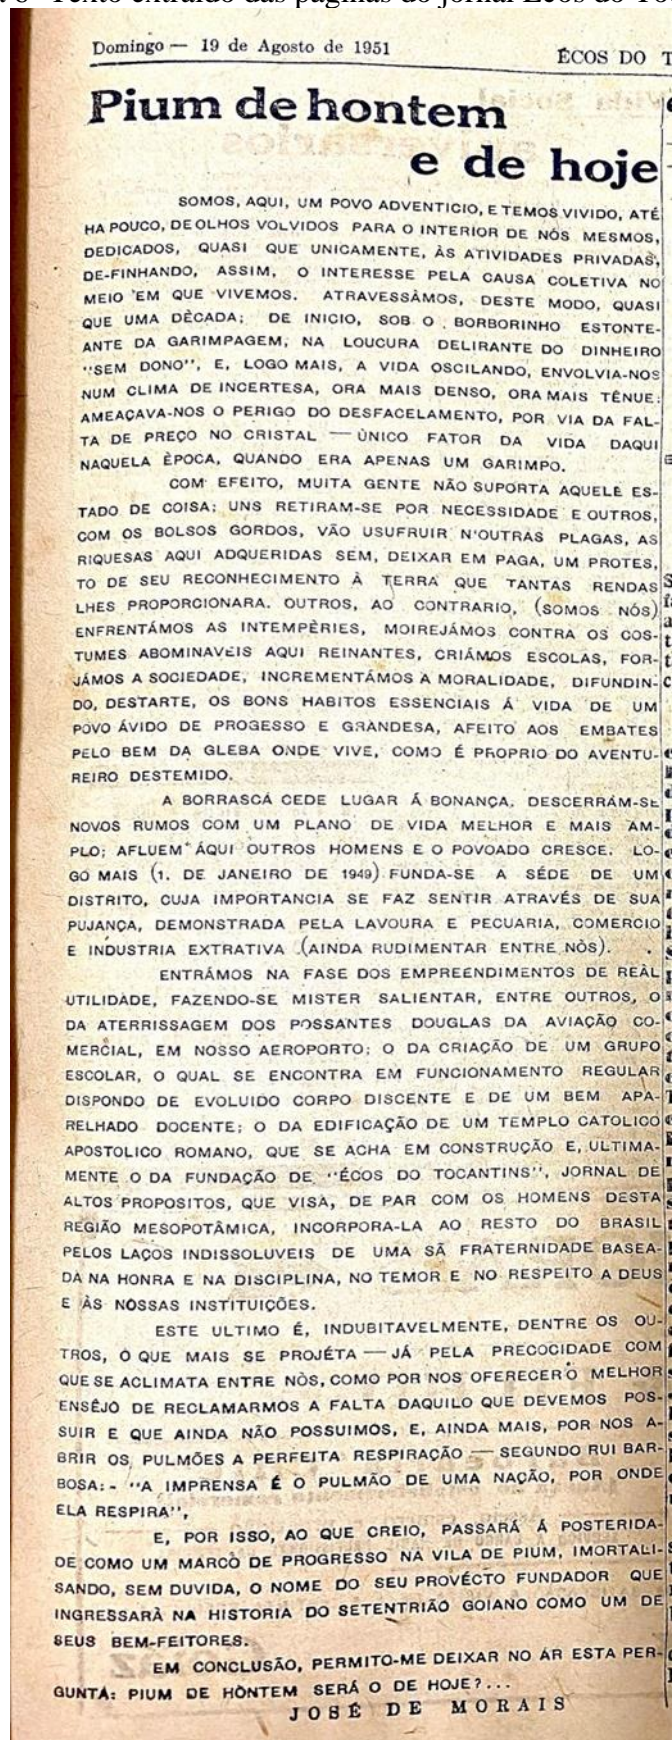 Texto extraído das páginas do jornal Ecos do
Domingo — 19 de Agosto de 1951
ÉCOS DO T
Pium de hontem
e de hoje
SOMOS, AQUI, UM POVO ADVENTICIO, E TEMOS VIVIDO, ATÉ
HA POUCO, DE OLHOS VOLVIDOS PARA O INTERIOR DE NÓS MESMOS,
DEDICADOS, QUASI QUE UNICAMENTE, ÀS ATIVIDADES PRIVADAS,
DE-FINHANDO, ASSIM, O INTERESSE PELA CAUSA COLETIVA NO
MEIO EM QUE VIVEMOS. ATRAVESSÀMOS, DESTE MODO, QUASI
QUE UMA DÈCADA; DE INICIO, SOB O BORBORINHO ESTONTE-
ANTE DA GARIMPAGEM, NA LOUCURA DELIRANTE DO DINHEIRO
"SEM DONO", E, LOGO MAIS, A VIDA OSCILANDO, ENVOLVIA-NOS
NUM CLIMA DE INCERTESA, ORA MAIS DENSO, ORA MAIS TÊNUE;
AMEAÇAVA-NOS O PERIGO DO DESFACELAMENTO, POR VIA DA FAL-
TA DE PREÇO NO CRISTAL — ÙNICO FATOR DA VIDA DAQUI
NAQUELA ÈPOCA, QUANDO ERA APENAS UM GARIMPO.
COM EFEITO, MUITA GENTE NÃO SUPORTA AQUELE ES-
TADO DE COISA; UNS RETIRAM-SE POR NECESSIDADE E OUTROS,
COM OS BOLSOS GORDOS, VÃO USUFRUIR N'OUTRAS PLAGAS, AS
RIQUESAS AQUI ADQUERIDAS SEM, DEIXAR EM PAGA, UM PROTES,
TO DE SEU RECONHECIMENTO À TERRA QUE TANTAS RENDAS
LHES PROPORCIONARA. OUTROS, AO CONTRARIO, (SOMOS NÓS)
ENFRENTÁMOS AS INTEMPÈRIES, MOIREJÁMOS CONTRA OS COS-
TUMES ABOMINAVEIS AQUI REINANTES, CRIÁMOS ESCOLAS, FOR-
JÁMOS A SOCIEDADE, INCREMENTÁMOS A MORALIDADE, DIFUNDIN-
DO, DESTARTE, OS BONS HABITOS ESSENCIAIS Á VIDA DE UM
POVO ÁVIDO DE PROGESSO E GRANDESA, AFEITO AOS EMBATES
PELO BEM DA GLEBA ONDE VIVE, COMO É PROPRIO DO AVENTU-
REIRO DESTEMIDO.
A BORRASCA CEDE LUGAR Á BONANÇA. DESCERRAM-SE
NOVOS RUMOS COM UM PLANO DE VIDA MELHOR E MAIS AM-
PLO; AFLUEM ÁQUI OUTROS HOMENS E O POVOADO CRESCE. LO-
GO MAIS (1. DE JANEIRO DE 1949) FUNDA-SE A SÉDE DE UM
DISTRITO, CUJA IMPORTANCIA SE FAZ SENTIR ATRAVÉS DE SUA
PUJANÇA, DEMONSTRADA PELA LAVOURA E PECUARIA, COMERCIO
E INDUSTRIA EXTRATIVA (AINDA RUDIMENTAR ENTRE NÒS).
ENTRÁMOS NA FASE DOS EMPREENDIMENTOS DE REAL
UTILIDADE, FAZENDO-SE MISTER SALIENTAR, ENTRE OUTROS, O
DA ATERRISSAGEM DOS POSSANTES DOUGLAS DA AVIAÇÃO CO-
MERCIAL, EM NOSSO AEROPORTO; O DA CRIAÇÃO DE UM GRUPO
ESCOLAR, O QUAL SE ENCONTRA EM FUNCIONAMENTO REGULAR
DISPONDO DE EVOLUIDO CORPO DISCENTE E DE UM BEM APA-
RELHADO DOCENTE; O DA EDIFICAÇÃO DE UM TEMPLO CATOLICO
APOSTOLICO ROMANO, QUE SE ACHA EM CONSTRUÇÃO E, ULTIMA-
MENTE O DA FUNDAÇÃO DE "ÉCOS DO TOCANTINS", JORNAL DE
ALTOS PROPOSITOS, QUE VISA, DE PAR COM OS HOMENS DESTA
REGIÃO MESOPOTÂMICA, INCORPORA-LA AO RESTO DO BRASIL
PELOS LAÇOS INDISSOLUVEIS DE UMA SÃ FRATERNIDADE BASEA-
DA NA HONRA E NA DISCIPLINA, NO TEMOR E NO RESPEITO A DEUS
E ÀS NOSSAS INSTITUIÇÕES.
ESTE ULTIMO É, INDUBITAVELMENTE, DENTRE OS OU-
TROS, O QUE MAIS SE PROJÉTA — JÁ PELA PRECOCIDADE COM
QUE SE ACLIMATA ENTRE NÒS, COMO POR NOS OFERECER O MELHOR
ENSÊJO DE RECLAMARMOS A FALTA DAQUILO QUE DEVEMOS POS-
SUIR E QUE AINDA NÃO POSSUIMOS, E, AINDA MAIS, POR NOS A-
BRIR OS PULMÕES A PERFEITA RESPIRAÇÃO — SEGUNDO RUI BAR-
BOSA:- "A IMPRENSA É O PULMÃO DE UMA NAÇÃO, POR ONDE
ELA RESPIRA",
E, POR ISSO, AO QUE CREIO, PASSARÁ Á POSTERIDA-
DE COMO UM MARCO DE PROGRESSO NA VILA DE PIUM, IMORTALI-
SANDO, SEM DUVIDA, O NOME DO SEU PROVÉCTO FUNDADOR QUE
INGRESSARÀ NA HISTORIA DO SETENTRIÃO GOIANO COMO UM DE
SEUS BEM-FEITORES.
EM CONCLUSÃO, PERMITO-ME DEIXAR NO ÁR ESTA PER-
GUNTA: PIUM DE HÒNTEM SERÁ O DE HOJE?...
JOSÉ DE MORAIS